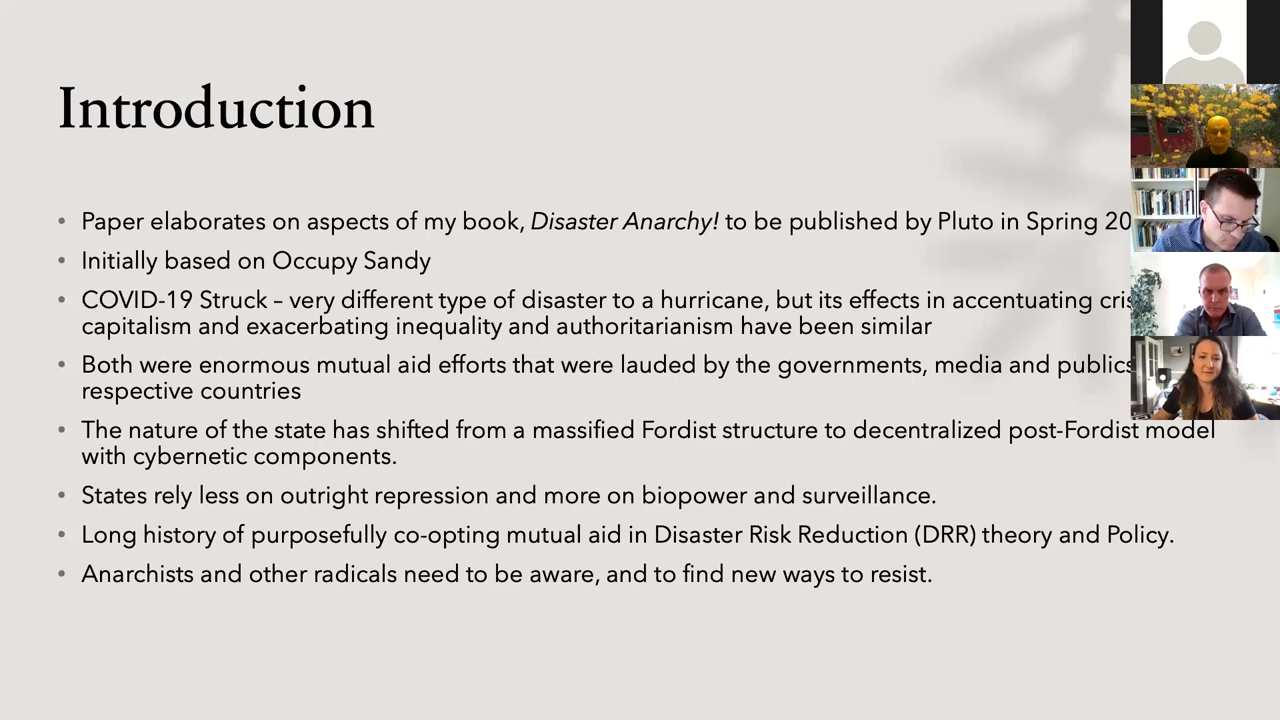 Introduction
• Paper elaborates on aspects of my book, Disaster Anarchy! to be published by Pluto in Spring 20
• Initially based on Occupy Sandy
• COVID-19 Struck – very different type of disaster to a hurricane, but its effects in accentuating
capitalism and exacerbating inequality and authoritarianism have been similar
• Both were enormous mutual aid efforts that were lauded by the governments, media and publics
respective countries
• The nature of the state has shifted from a massified Fordist structure to decentralized post-Fordist model
with cybernetic components.
• States rely less on outright repression and more on biopower and surveillance.
• Long history of purposefully co-opting mutual aid in Disaster Risk Reduction (DRR) theory and Policy.
• Anarchists and other radicals need to be aware, and to find new ways to resist.